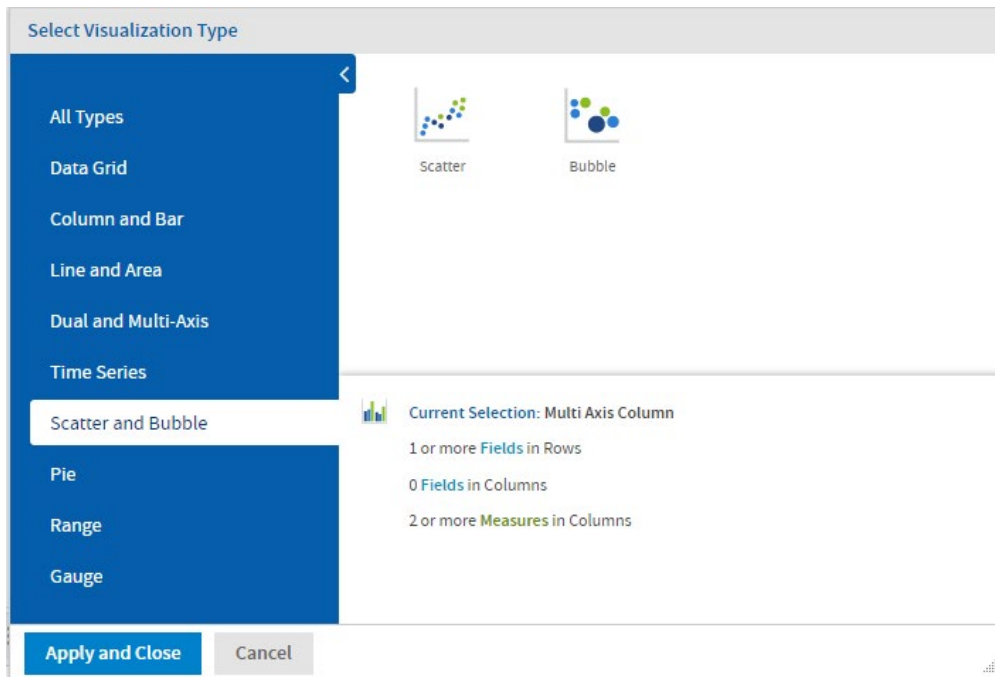 Select Visualization Type
All Types
Data Grid
Column and Bar
Line and Area
Dual and Multi-Axis
Time Series
Scatter and Bubble
Pie
Range
Gauge
Scatter
Bubble
Current Selection: Multi Axis Column
1 or more Fields in Rows
0 Fields in Columns
2 or more Measures in Columns
Apply and Close
Cancel